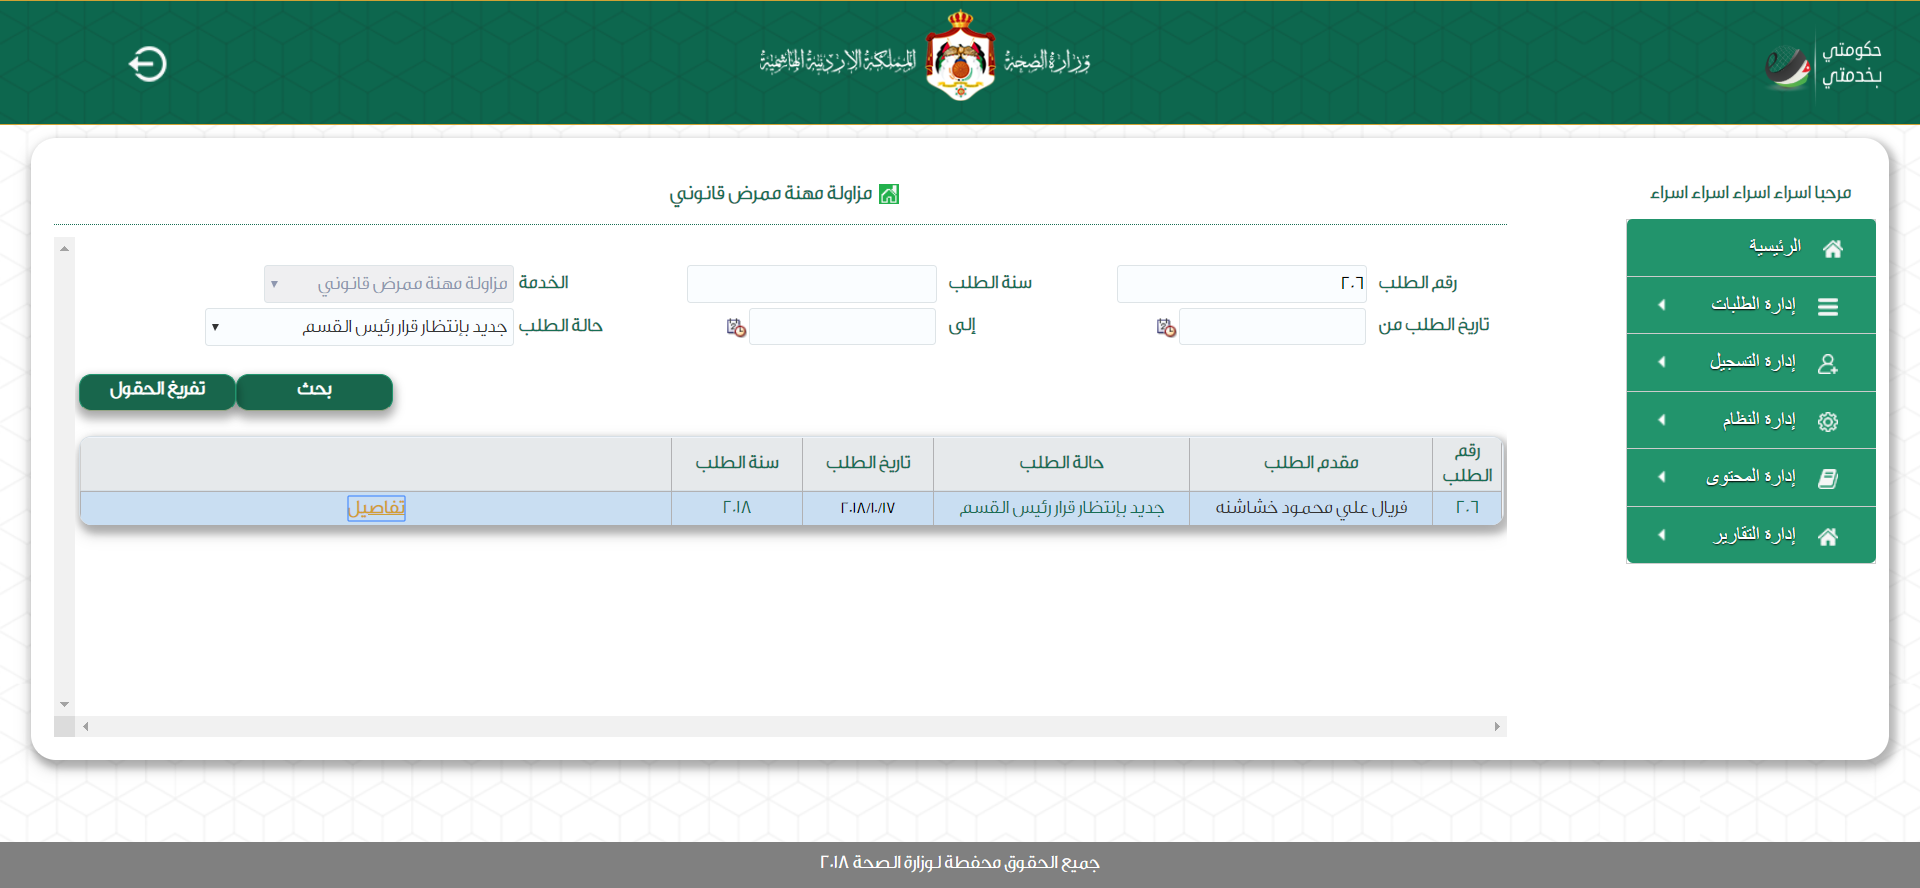 حكومتي
بخدمتي
وزارة الصحة
المملكة الاردنية الهاشمية
مرحبا اسراء اسراء اسراء اسراء
الرئيسية
إدارة الطلبات
إدارة التسجيل
إدارة النظام
إدارة المحتوى
إدارة التقارير
مزاولة مهنة ممرض قانوني
رقم الطلب ٢٠٦ سنة الطلب الخدمة مزاولة مهنة ممرض قانوني
تاريخ الطلب من إلى حالة الطلب جديد بإنتظار قرار رئيس القسم
بحث تفريغ الحقول
رقم الطلب مقدم الطلب حالة الطلب تاريخ الطلب سنة الطلب
٢٠٦ فريال علي محمود خشاشنه جديد بإنتظار قرار رئيس القسم ٢٠١٨/١٠/١٧ ٢٠١٨ تفاصيل
جميع الحقوق محفطة لوزارة الصحة ٢٠١٨